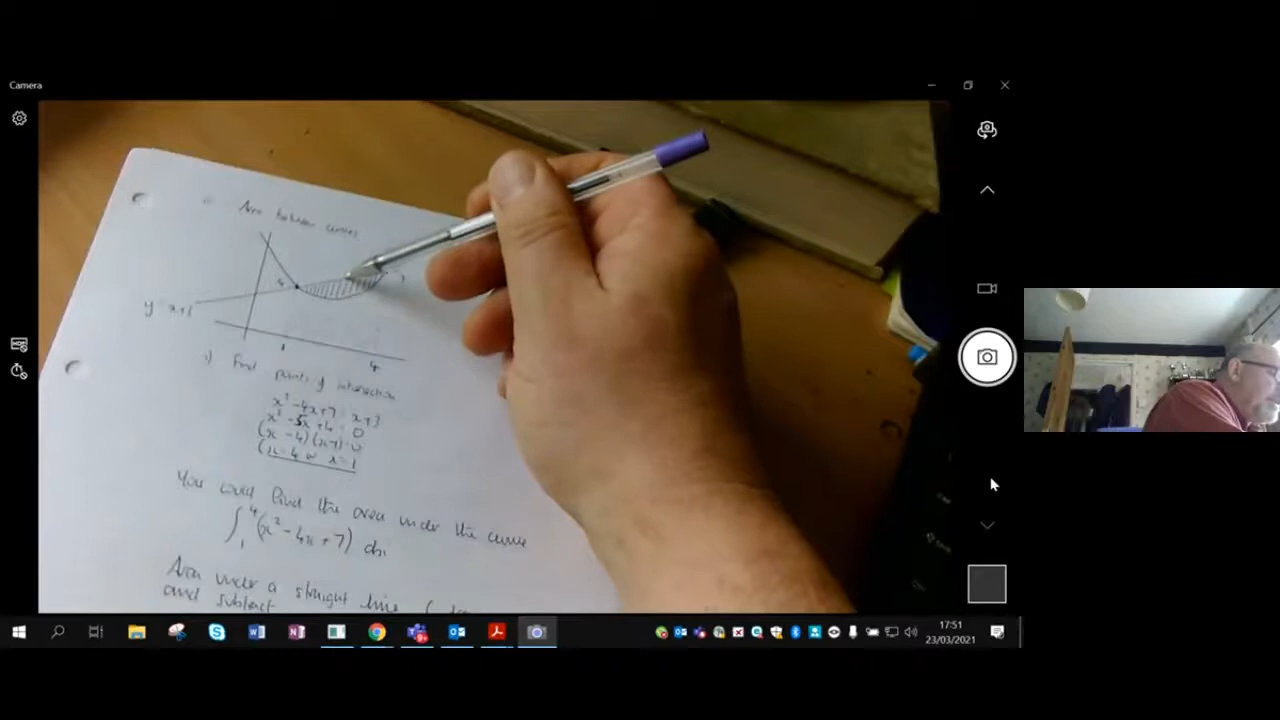 Camera
Area between curves
4
y = x+3
1
4
1) Find points of intersection
x² - 4x + 7 = x + 3
x² - 5x + 4 = 0
(x - 4)(x - 1) = 0
x = 4 or x = 1
You could find the area under the curve
∫₁⁴ (x² - 4x + 7) dx
Area under a straight line (
and subtract
17:51
23/03/2021